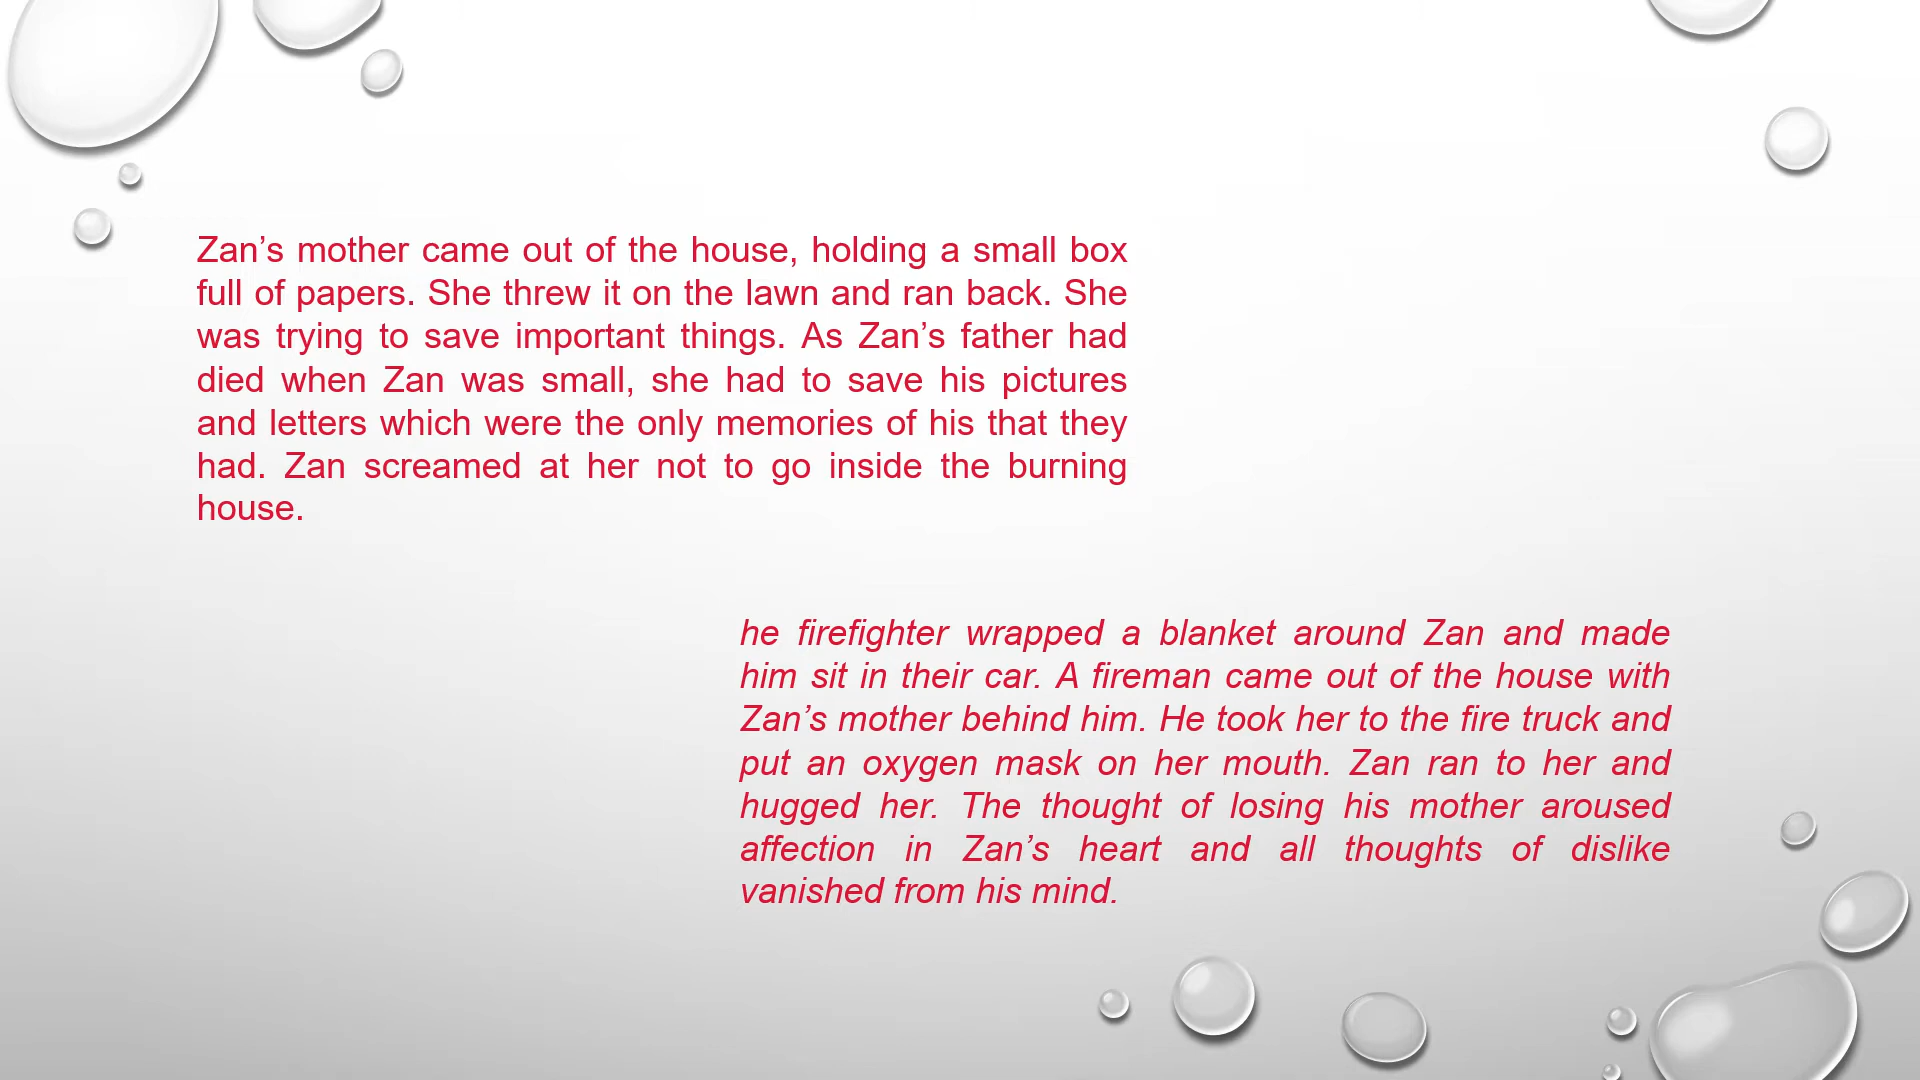 Zan’s mother came out of the house, holding a small box
full of papers. She threw it on the lawn and ran back. She
was trying to save important things. As Zan’s father had
died when Zan was small, she had to save his pictures
and letters which were the only memories of his that they
had. Zan screamed at her not to go inside the burning
house.
he firefighter wrapped a blanket around Zan and made
him sit in their car. A fireman came out of the house with
Zan’s mother behind him. He took her to the fire truck and
put an oxygen mask on her mouth. Zan ran to her and
hugged her. The thought of losing his mother aroused
affection in Zan’s heart and all thoughts of dislike
vanished from his mind.